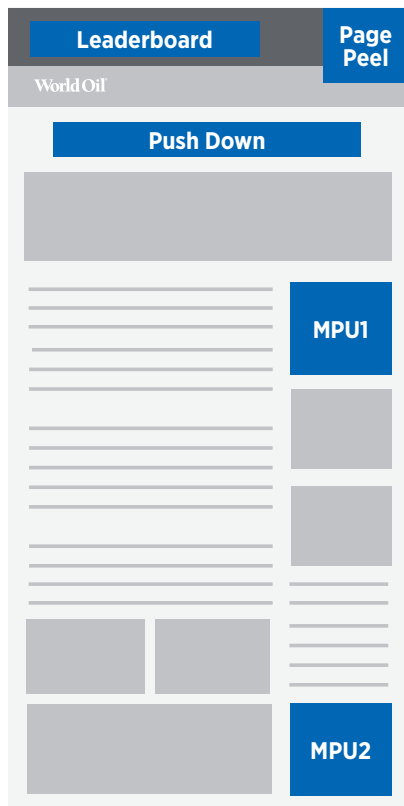 Leaderboard
Page
Peel
World Oil
Push Down
MPU1
MPU2